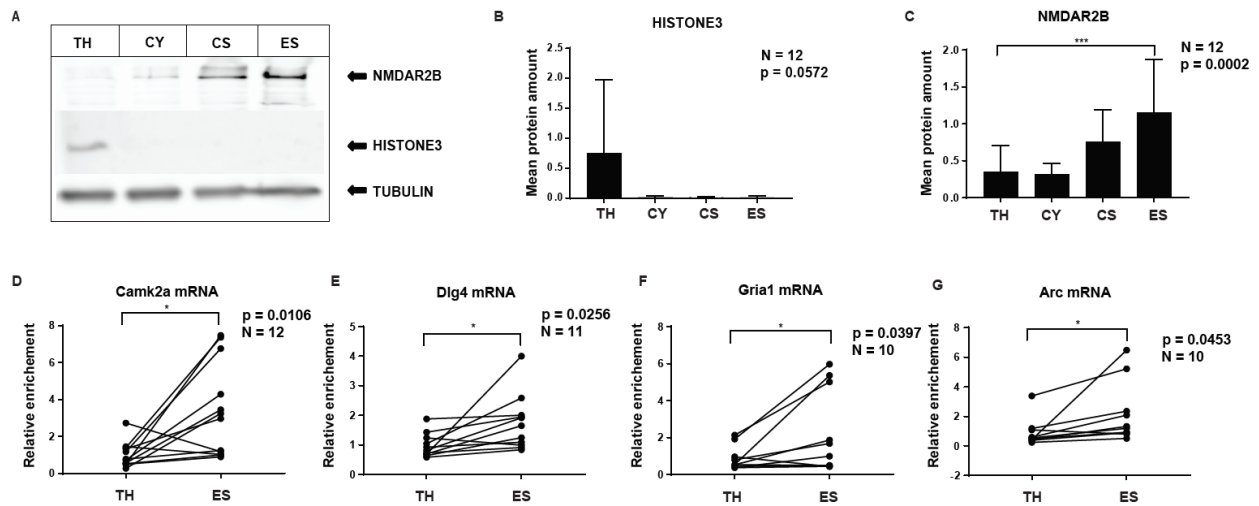 A
TH CY CS ES
NMDAR2B
HISTONE3
TUBULIN
B
HISTONE3
N = 12
p = 0.0572
Mean protein amount
2.5
2.0
1.5
1.0
0.5
0.0
TH CY CS ES
C
NMDAR2B
***
N = 12
p = 0.0002
Mean protein amount
2.0
1.5
1.0
0.5
0.0
TH CY CS ES
D
Camk2a mRNA
*
p = 0.0106
N = 12
Relative enrichement
8
6
4
2
0
TH ES
E
Dlg4 mRNA
*
p = 0.0256
N = 11
Relative enrichement
5
4
3
2
1
0
TH ES
F
Gria1 mRNA
*
p = 0.0397
N = 10
Relative enrichement
8
6
4
2
0
TH ES
G
Arc mRNA
*
p = 0.0453
N = 10
Relative enrichement
8
6
4
2
0
-2
TH ES